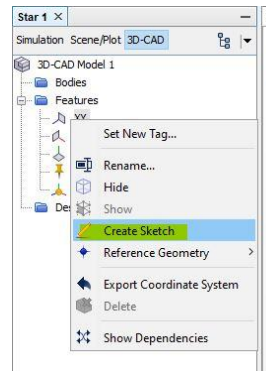 Star 1 ×
Simulation Scene/Plot 3D-CAD
3D-CAD Model 1
Bodies
Features
XY
Set New Tag...
Rename...
Hide
Show
Create Sketch
Reference Geometry
Export Coordinate System
Delete
Show Dependencies